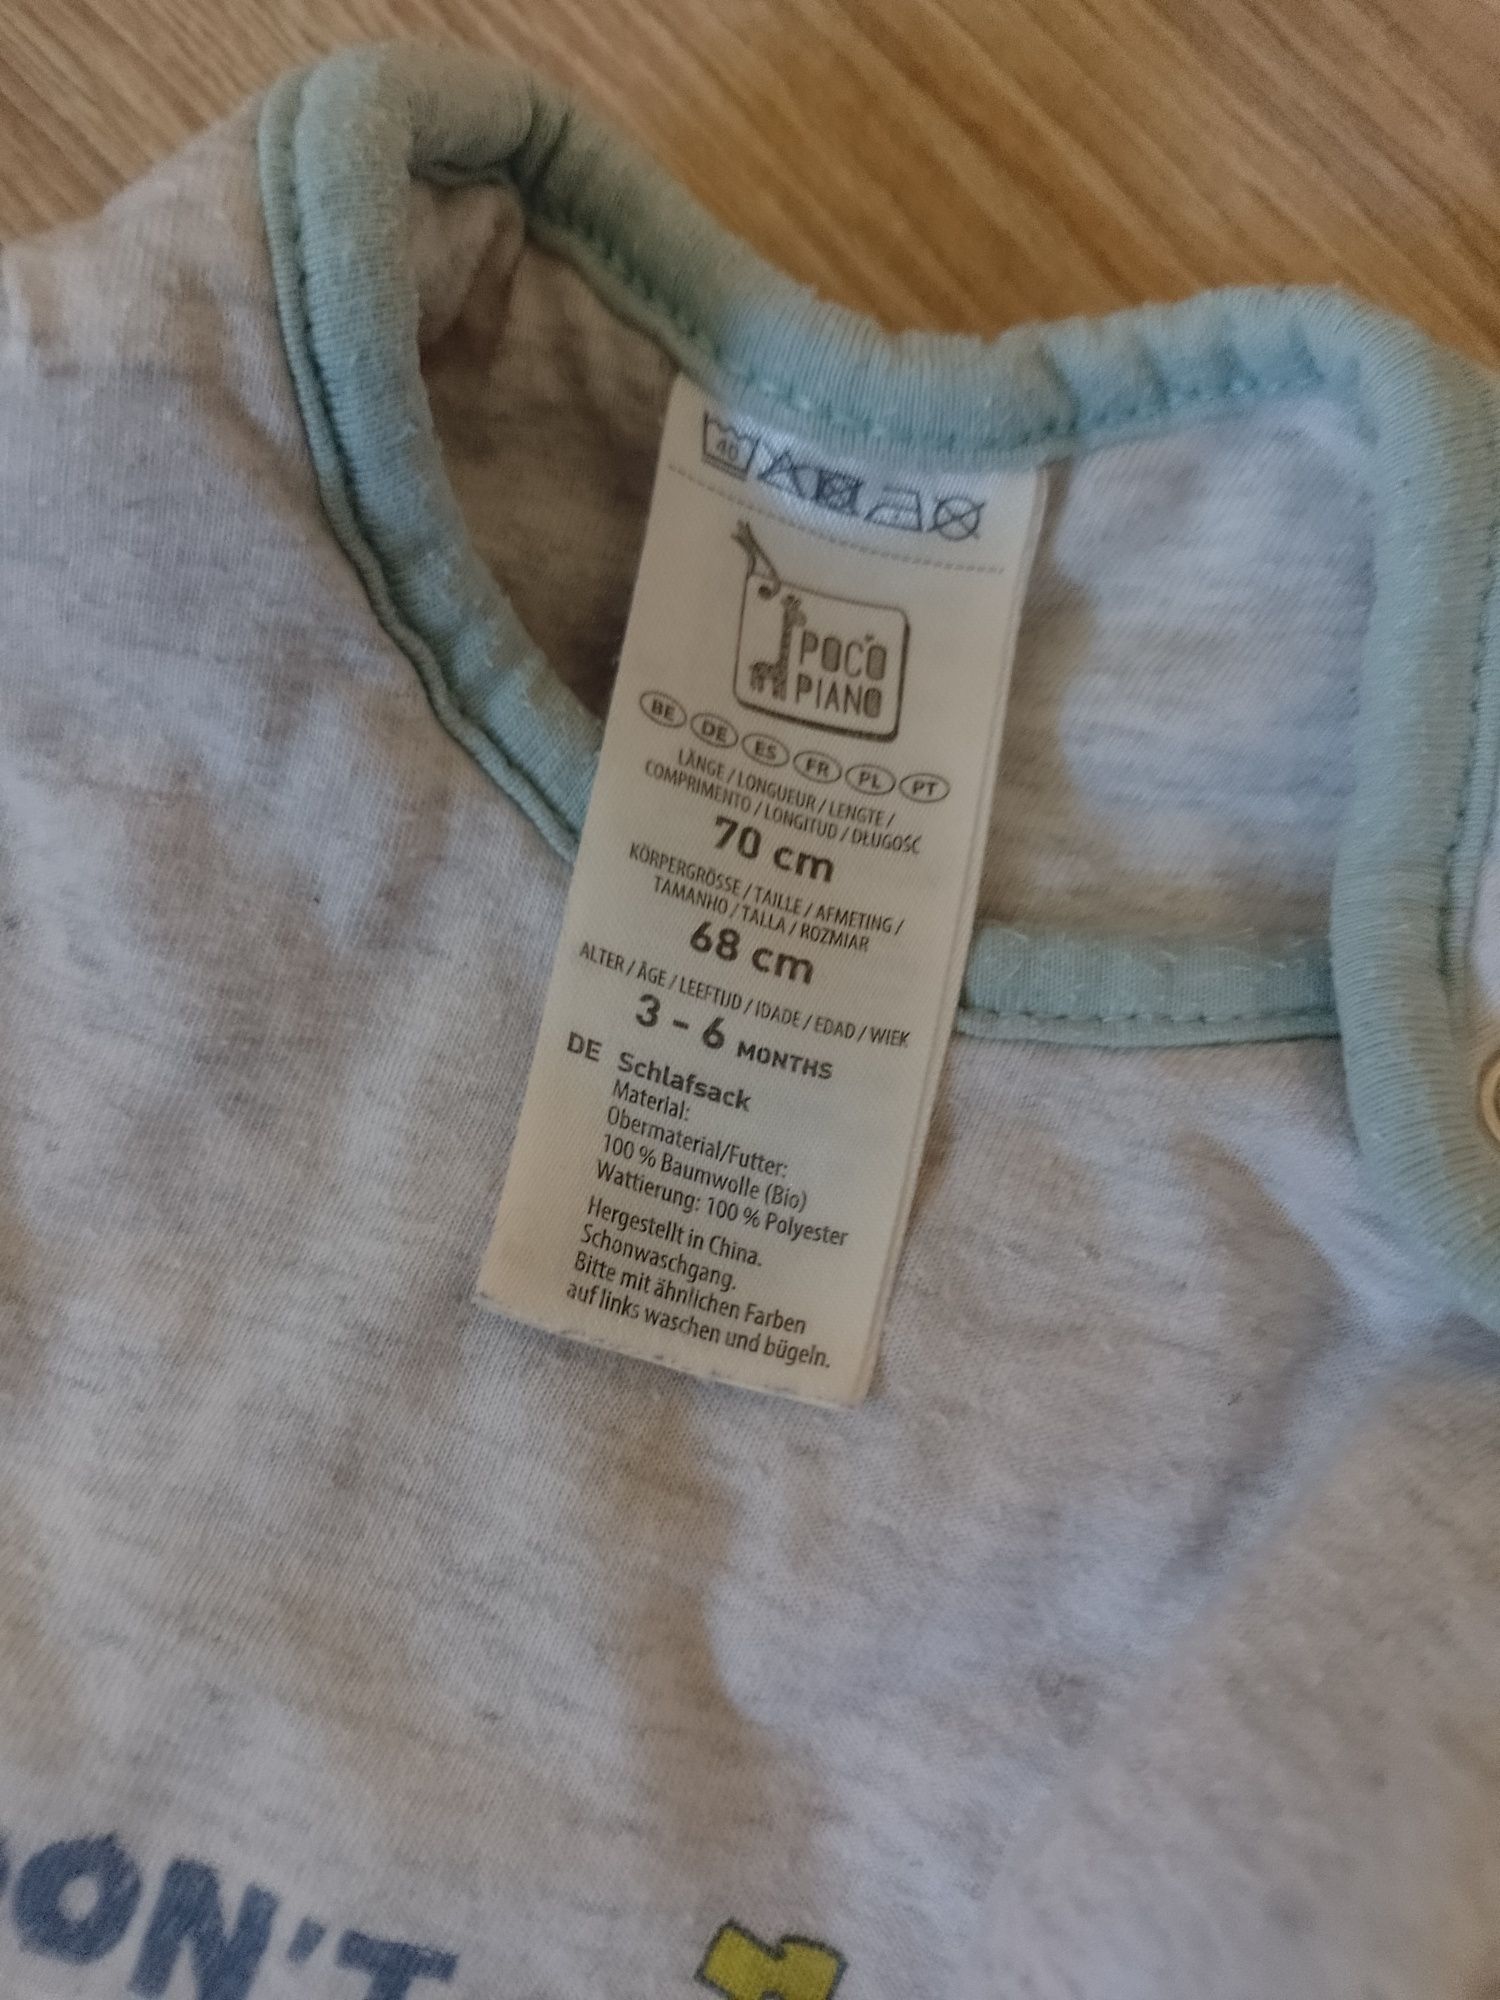 40
POCO
PIANO
BE DE ES FR PL PT
LÄNGE / LONGUEUR / LENGTE /
COMPRIMENTO / LONGITUD / DŁUGOŚĆ
70 cm
KÖRPERGRÖSSE / TAILLE / AFMETING /
TAMANHO / TALLA / ROZMIAR
68 cm
ALTER / ÂGE / LEEFTIJD / IDADE / EDAD / WIEK
3 - 6 MONTHS
DE Schlafsack
Material:
Obermaterial/Futter:
100 % Baumwolle (Bio)
Wattierung: 100 % Polyester
Hergestellt in China.
Schonwaschgang.
Bitte mit ähnlichen Farben
auf links waschen und bügeln.
DON'T